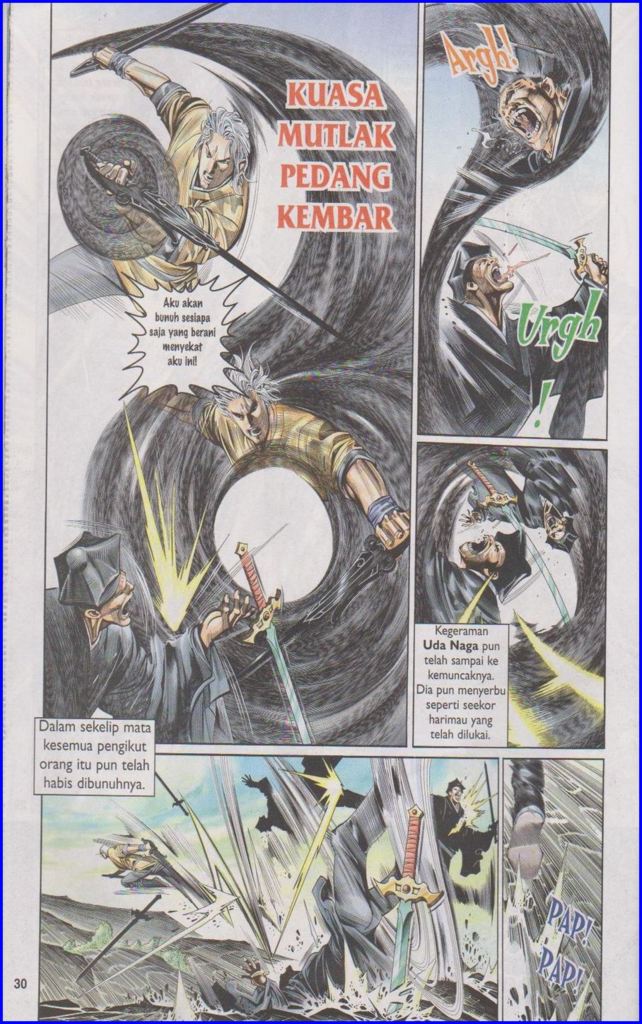 KUASA
MUTLAK
PEDANG
KEMBAR
Argh!
Urgh
!
Aku akan
bunuh sesiapa
saja yang berani
menyekat
aku ini!
Kegeraman
Uda Naga pun
telah sampai ke
kemuncaknya.
Dia pun menyerbu
seperti seekor
harimau yang
telah dilukai.
Dalam sekelip mata
kesemua pengikut
orang itu pun telah
habis dibunuhnya.
PAP!
PAP!
30